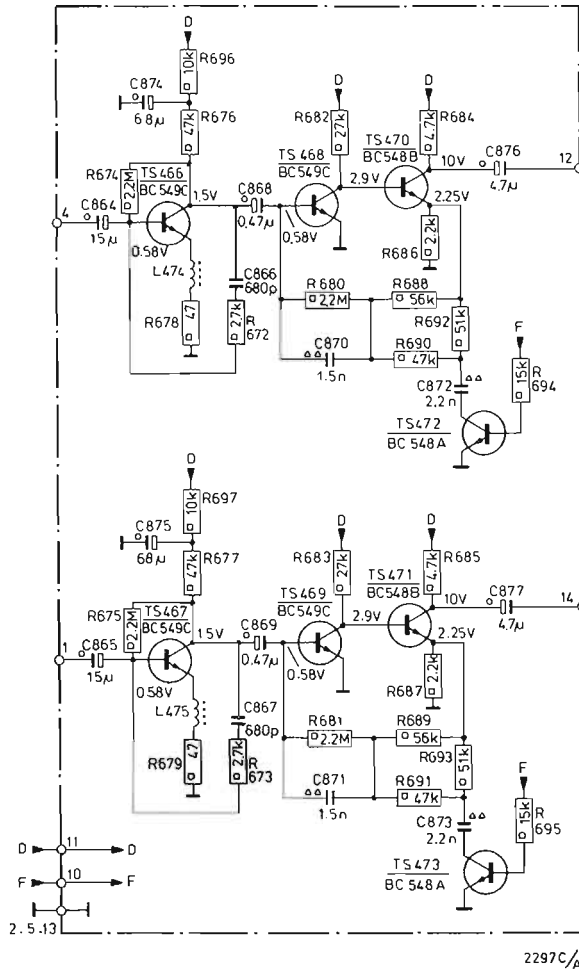 D
10k R696
C874
68µ
47k R676
R674 2.2M
TS466
BC549C
C864
15µ
4
0.58V
1.5V
L474
R678 47
C868
0.47µ
C866
680p
2.7k R
672
D
R682 27k
TS468
BC549C
0.58V
2.9V
D
4.7k R684
TS470
BC548B
10V
2.25V
C876
4.7µ
12
R686 2.2k
R680
2.2M
R688
56k
R692 51k
C870
1.5n
R690
47k
C872
2.2n
F
15k R
694
TS472
BC548A
D
10k R697
C875
68µ
47k R677
R675 2.2M
TS467
BC549C
C865
15µ
1
0.58V
1.5V
L475
R679 47
C869
0.47µ
C867
680p
2.7k R
673
D
R683 27k
TS469
BC549C
0.58V
2.9V
D
4.7k R685
TS471
BC548B
10V
2.25V
C877
4.7µ
14
R687 2.2k
R681
2.2M
R689
56k
R693 51k
C871
1.5n
R691
47k
C873
2.2n
F
15k R
695
TS473
BC548A
D 11 D
F 10 F
2.5.13
2297C/A